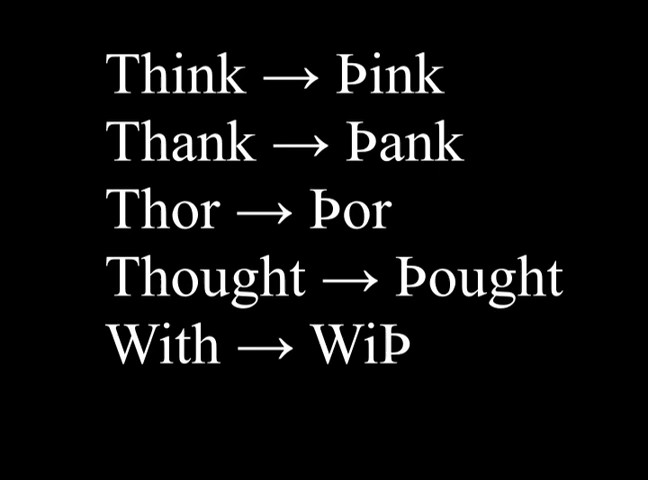 Think → Þink
Thank → Þank
Thor → Þor
Thought → Þought
With → WiÞ